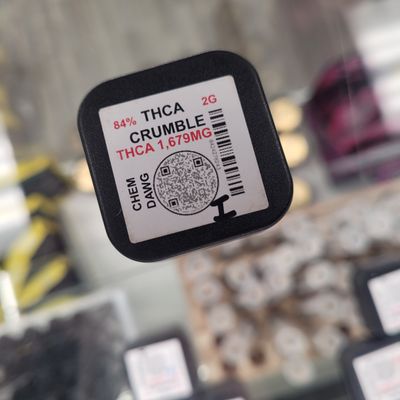 84% THCA 2G
CRUMBLE
THCA 1,679MG
CHEM
DAWG